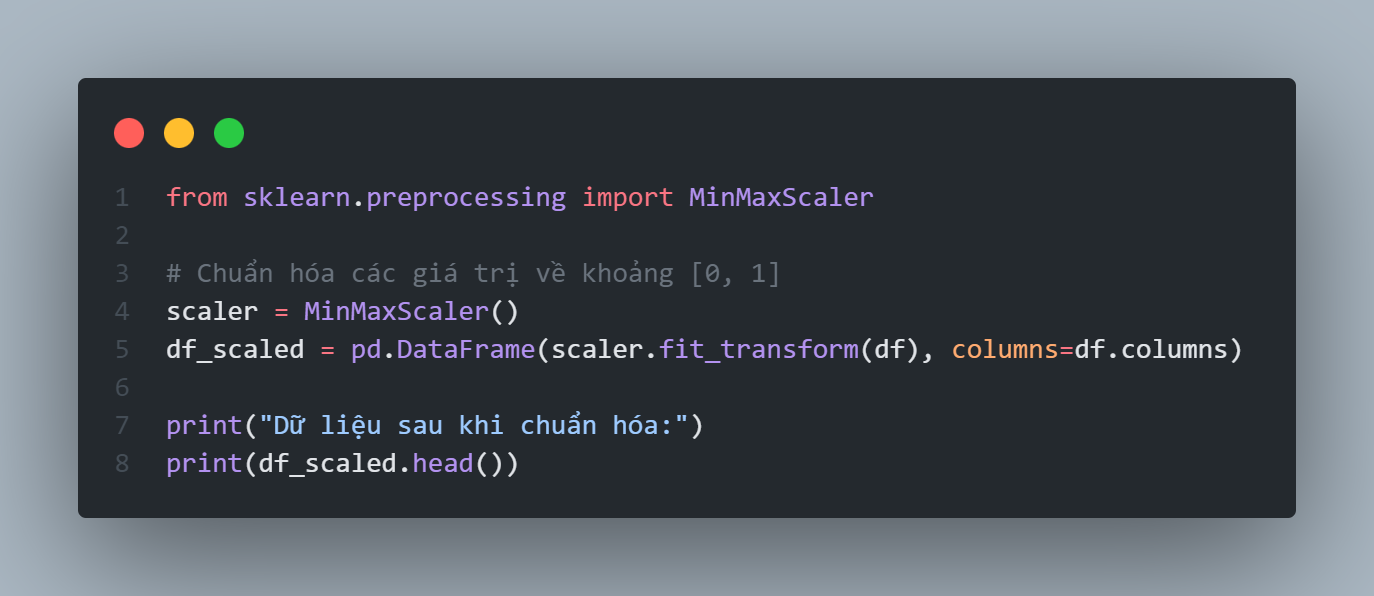 1 from sklearn.preprocessing import MinMaxScaler
2
3 # Chuẩn hóa các giá trị về khoảng [0, 1]
4 scaler = MinMaxScaler()
5 df_scaled = pd.DataFrame(scaler.fit_transform(df), columns=df.columns)
6
7 print("Dữ liệu sau khi chuẩn hóa:")
8 print(df_scaled.head())